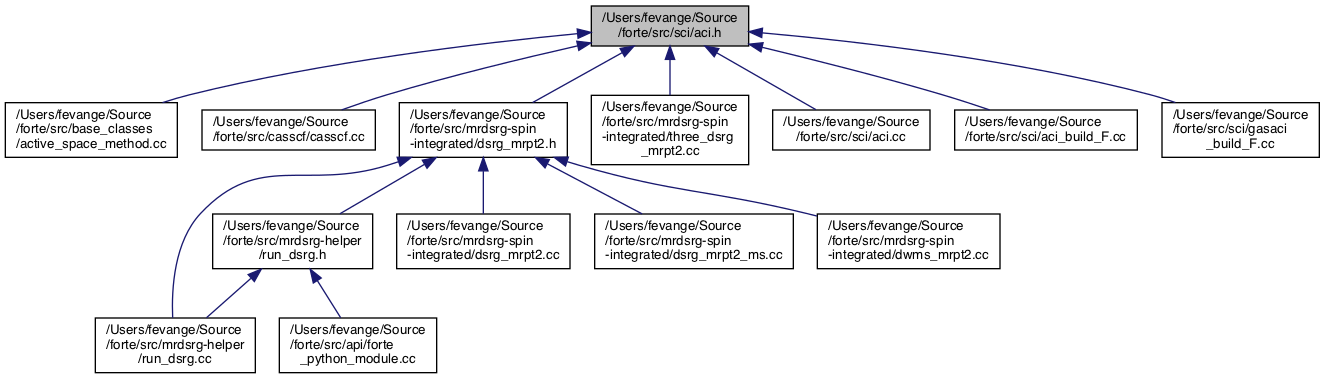 /Users/fevange/Source
/forte/src/sci/aci.h
/Users/fevange/Source
/forte/src/base_classes
/active_space_method.cc
/Users/fevange/Source
/forte/src/casscf/casscf.cc
/Users/fevange/Source
/forte/src/mrdsrg-spin
-integrated/dsrg_mrpt2.h
/Users/fevange/Source
/forte/src/mrdsrg-spin
-integrated/three_dsrg
_mrpt2.cc
/Users/fevange/Source
/forte/src/sci/aci.cc
/Users/fevange/Source
/forte/src/sci/aci_build_F.cc
/Users/fevange/Source
/forte/src/sci/gasaci
_build_F.cc
/Users/fevange/Source
/forte/src/mrdsrg-helper
/run_dsrg.h
/Users/fevange/Source
/forte/src/mrdsrg-spin
-integrated/dsrg_mrpt2.cc
/Users/fevange/Source
/forte/src/mrdsrg-spin
-integrated/dsrg_mrpt2_ms.cc
/Users/fevange/Source
/forte/src/mrdsrg-spin
-integrated/dwms_mrpt2.cc
/Users/fevange/Source
/forte/src/mrdsrg-helper
/run_dsrg.cc
/Users/fevange/Source
/forte/src/api/forte
_python_module.cc